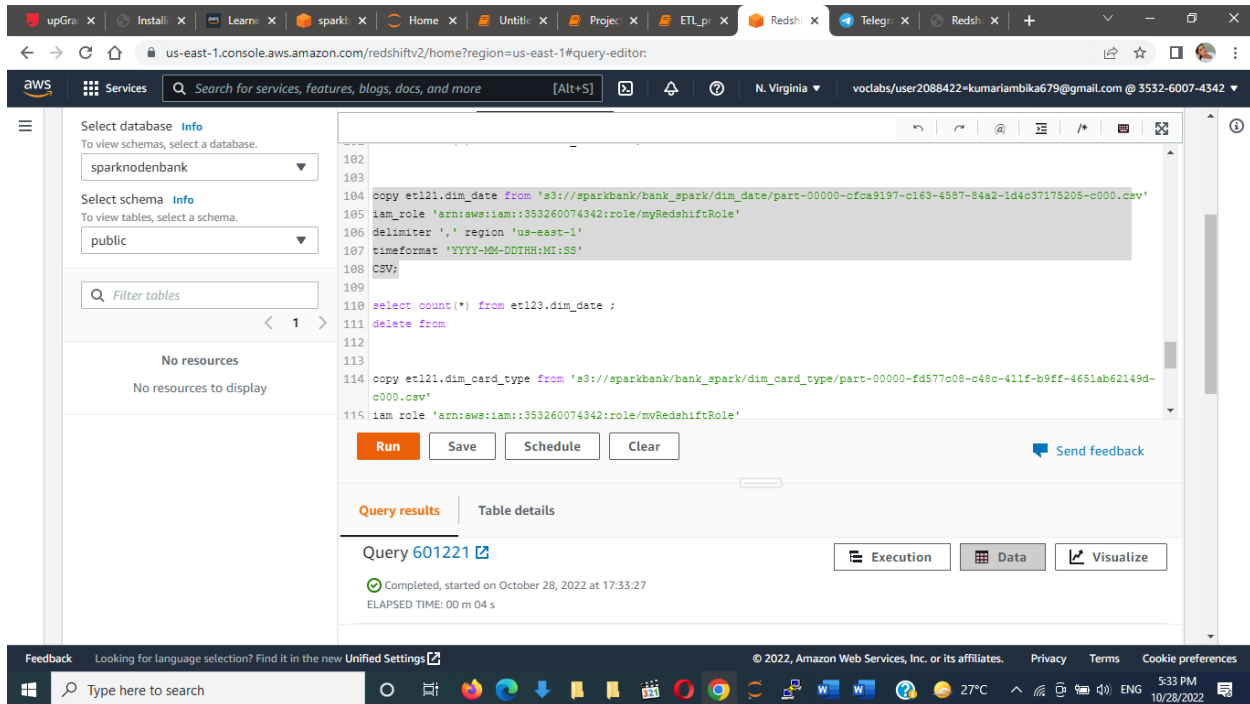 upGra
Installi
Learne
sparkb
Home
Untitle
Projec
ETL_pr
Redshi
Telegra
Redshi
us-east-1.console.aws.amazon.com/redshiftv2/home?region=us-east-1#query-editor:
aws
Services
Search for services, features, blogs, docs, and more
[Alt+S]
N. Virginia
voclabs/user2088422=kumariambika679@gmail.com @ 3532-6007-4342
Select database Info
To view schemas, select a database.
sparknodenbank
Select schema Info
To view tables, select a schema.
public
Filter tables
1
No resources
No resources to display
102
103
104 copy etl21.dim_date from 's3://sparkbank/bank_spark/dim_date/part-00000-cfca9197-c163-4587-84a2-1d4c37175205-c000.csv'
105 iam_role 'arn:aws:iam::353260074342:role/myRedshiftRole'
106 delimiter ',' region 'us-east-1'
107 timeformat 'YYYY-MM-DDTHH:MI:SS'
108 CSV;
109
110 select count(*) from etl23.dim_date ;
111 delete from
112
113
114 copy etl21.dim_card_type from 's3://sparkbank/bank_spark/dim_card_type/part-00000-fd577c08-c48c-411f-b9ff-4651ab62149d-
c000.csv'
115 iam_role 'arn:aws:iam::353260074342:role/myRedshiftRole'
Run
Save
Schedule
Clear
Send feedback
Query results
Table details
Query 601221
Execution
Data
Visualize
Completed, started on October 28, 2022 at 17:33:27
ELAPSED TIME: 00 m 04 s
Feedback
Looking for language selection? Find it in the new Unified Settings
© 2022, Amazon Web Services, Inc. or its affiliates.
Privacy
Terms
Cookie preferences
Type here to search
321
27°C
ENG
5:33 PM
10/28/2022